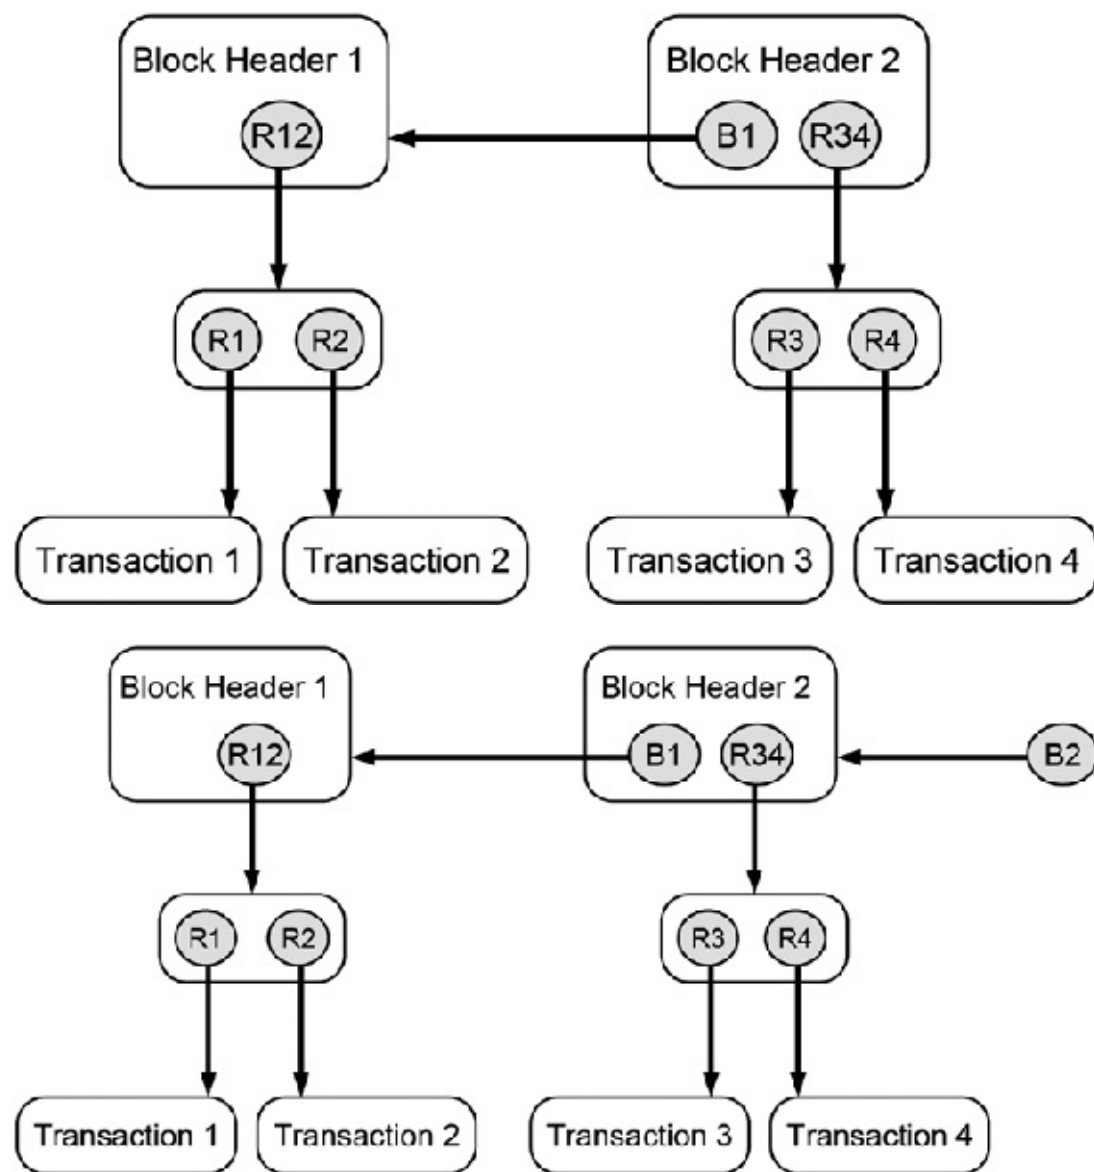 Block Header 1
Block Header 2
R12
B1
R34
R1
R2
R3
R4
Transaction 1
Transaction 2
Transaction 3
Transaction 4
Block Header 1
Block Header 2
R12
B1
R34
B2
R1
R2
R3
R4
Transaction 1
Transaction 2
Transaction 3
Transaction 4